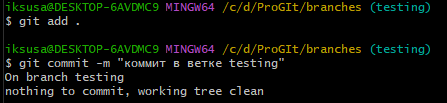 iksusa@DESKTOP-6AVDMC9 MINGW64 /c/d/ProGIt/branches (testing)
$ git add .
iksusa@DESKTOP-6AVDMC9 MINGW64 /c/d/ProGIt/branches (testing)
$ git commit -m "коммит в ветке testing"
On branch testing
nothing to commit, working tree clean